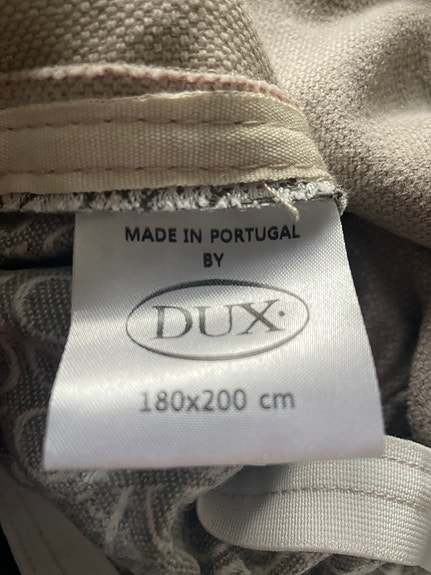 MADE IN PORTUGAL
BY
DUX·
180x200 cm